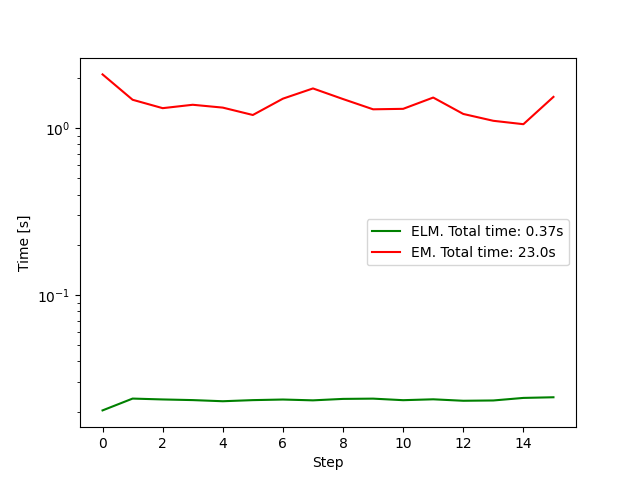 10⁰
10⁻¹
Time [s]
ELM. Total time: 0.37s
EM. Total time: 23.0s
0 2 4 6 8 10 12 14
Step